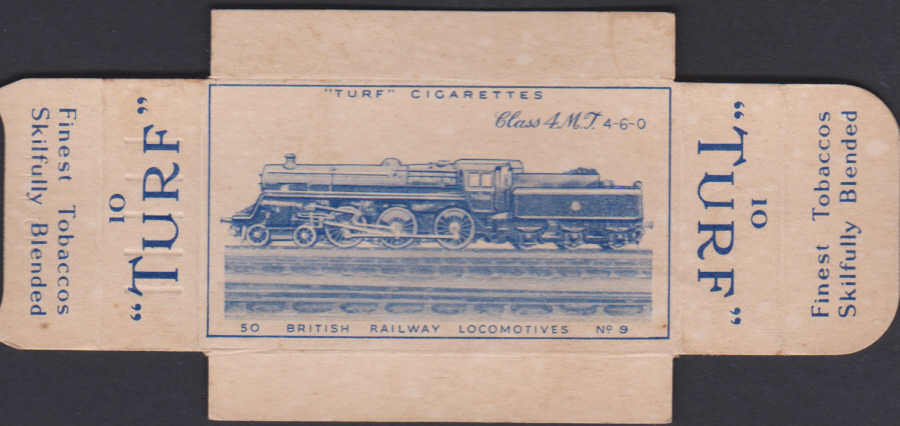 Finest Tobaccos
Skilfully Blended
10
"TURF"
"TURF" CIGARETTES
Class 4 M.T. 4-6-0
50 BRITISH RAILWAY LOCOMOTIVES Nº 9
10
"TURF"
Finest Tobaccos
Skilfully Blended